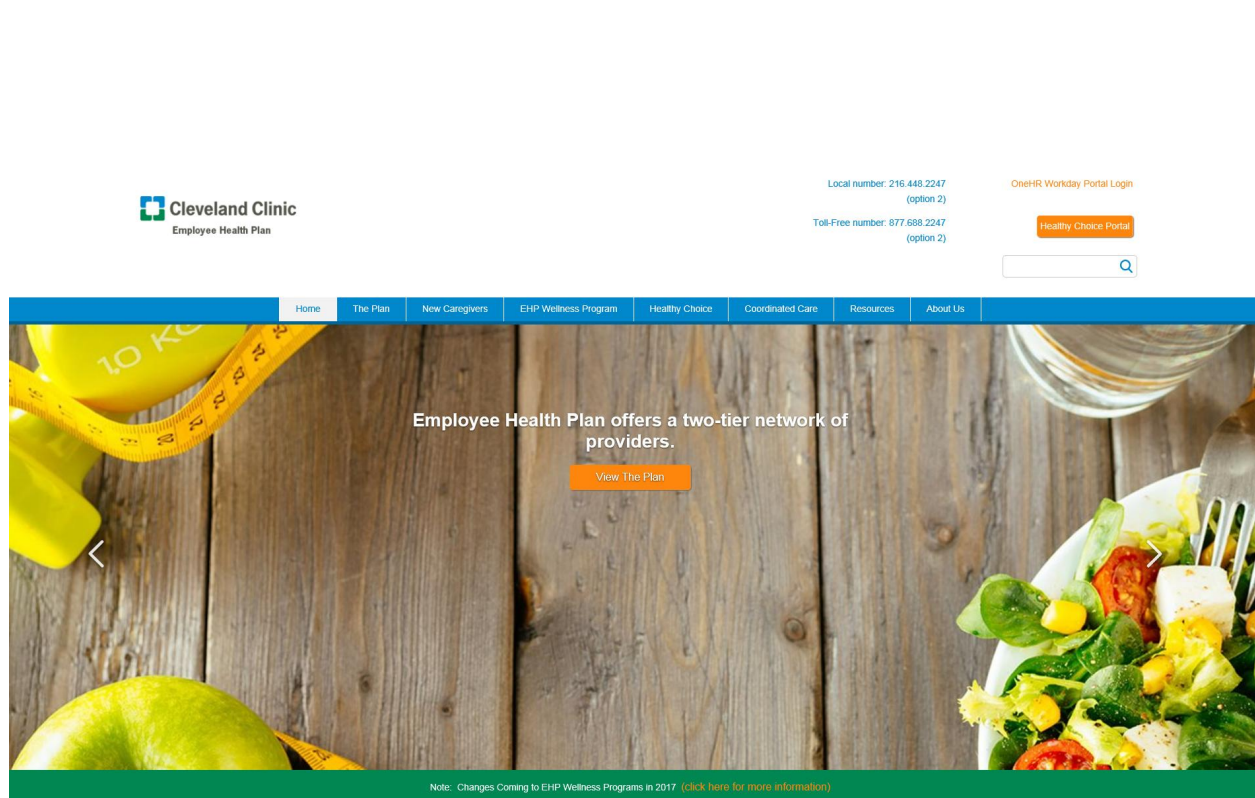 Local number: 216.448.2247
(option 2)
Toll-Free number: 877.688.2247
(option 2)
OneHR Workday Portal Login
Cleveland Clinic
Employee Health Plan
Healthy Choice Portal
Home The Plan New Caregivers EHP Wellness Program Healthy Choice Coordinated Care Resources About Us
1,0 KG
Employee Health Plan offers a two-tier network of
providers.
View The Plan
Note: Changes Coming to EHP Wellness Programs in 2017 (click here for more information)